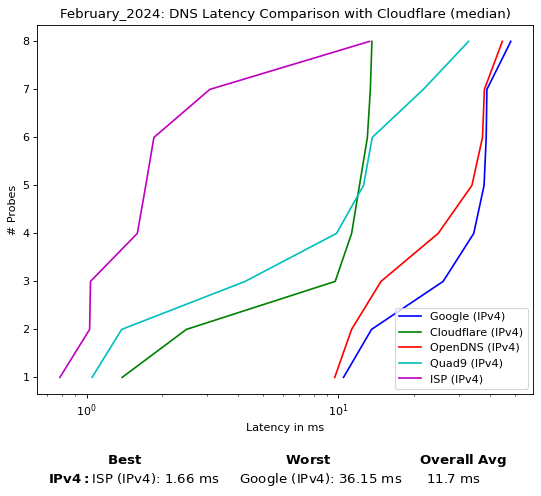 February_2024: DNS Latency Comparison with Cloudflare (median)
8
7
6
5
4
3
2
1
# Probes
Google (IPv4)
Cloudflare (IPv4)
OpenDNS (IPv4)
Quad9 (IPv4)
ISP (IPv4)
10⁰ 10¹
Latency in ms
Best Worst Overall Avg
IPv4: ISP (IPv4): 1.66 ms Google (IPv4): 36.15 ms 11.7 ms